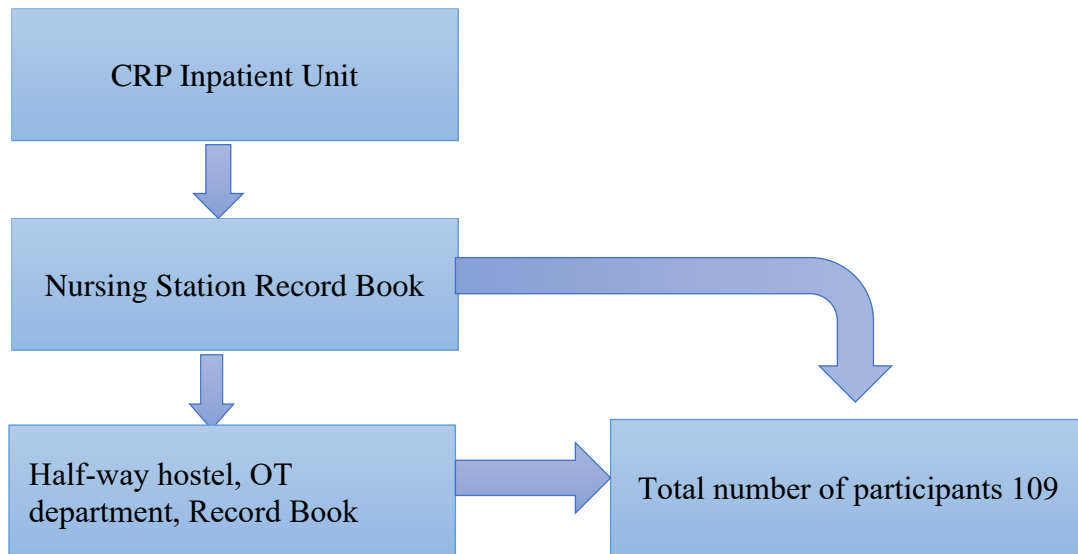 CRP Inpatient Unit
Nursing Station Record Book
Half-way hostel, OT
department, Record Book
Total number of participants 109